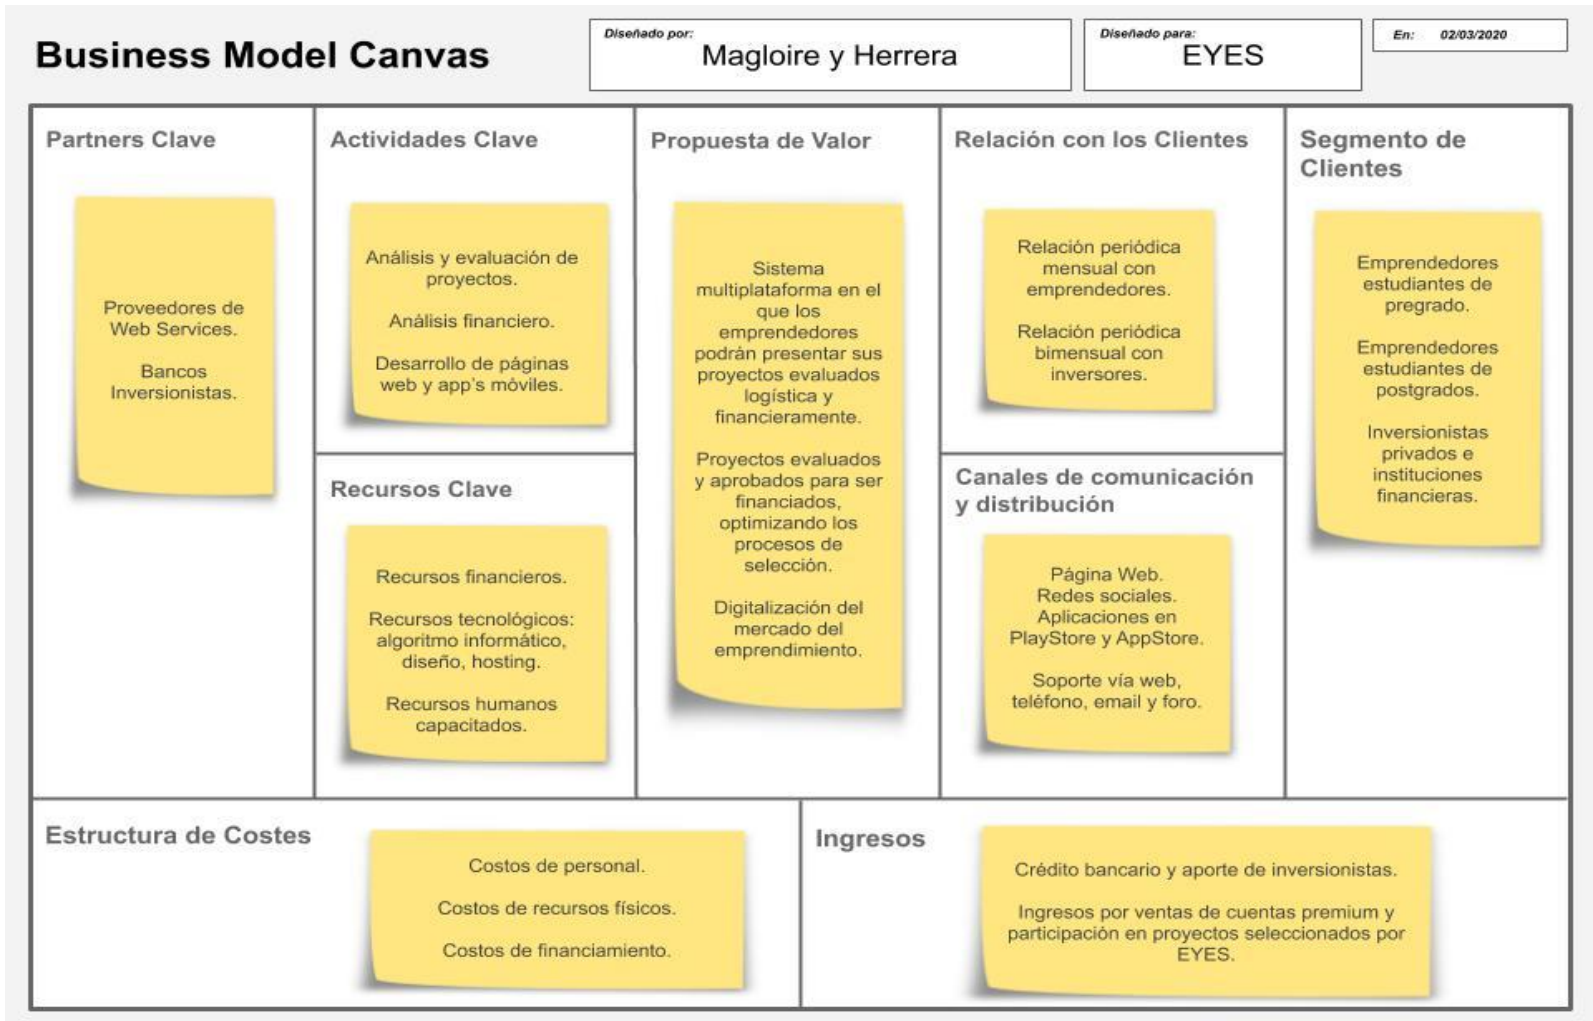 Business Model Canvas
Diseñado por:
Magloire y Herrera
Diseñado para:
EYES
En: 02/03/2020
Partners Clave
Proveedores de
Web Services.
Bancos
Inversionistas.
Actividades Clave
Análisis y evaluación de
proyectos.
Análisis financiero.
Desarrollo de páginas
web y app's móviles.
Recursos Clave
Recursos financieros.
Recursos tecnológicos:
algoritmo informático,
diseño, hosting.
Recursos humanos
capacitados.
Propuesta de Valor
Sistema
multiplataforma en el
que los
emprendedores
podrán presentar sus
proyectos evaluados
logística y
financieramente.
Proyectos evaluados
y aprobados para ser
financiados,
optimizando los
procesos de
selección.
Digitalización del
mercado del
emprendimiento.
Relación con los Clientes
Relación periódica
mensual con
emprendedores.
Relación periódica
bimensual con
inversores.
Canales de comunicación
y distribución
Página Web.
Redes sociales.
Aplicaciones en
PlayStore y AppStore.
Soporte vía web,
teléfono, email y foro.
Segmento de
Clientes
Emprendedores
estudiantes de
pregrado.
Emprendedores
estudiantes de
postgrados.
Inversionistas
privados e
instituciones
financieras.
Estructura de Costes
Costos de personal.
Costos de recursos físicos.
Costos de financiamiento.
Ingresos
Crédito bancario y aporte de inversionistas.
Ingresos por ventas de cuentas premium y
participación en proyectos seleccionados por
EYES.